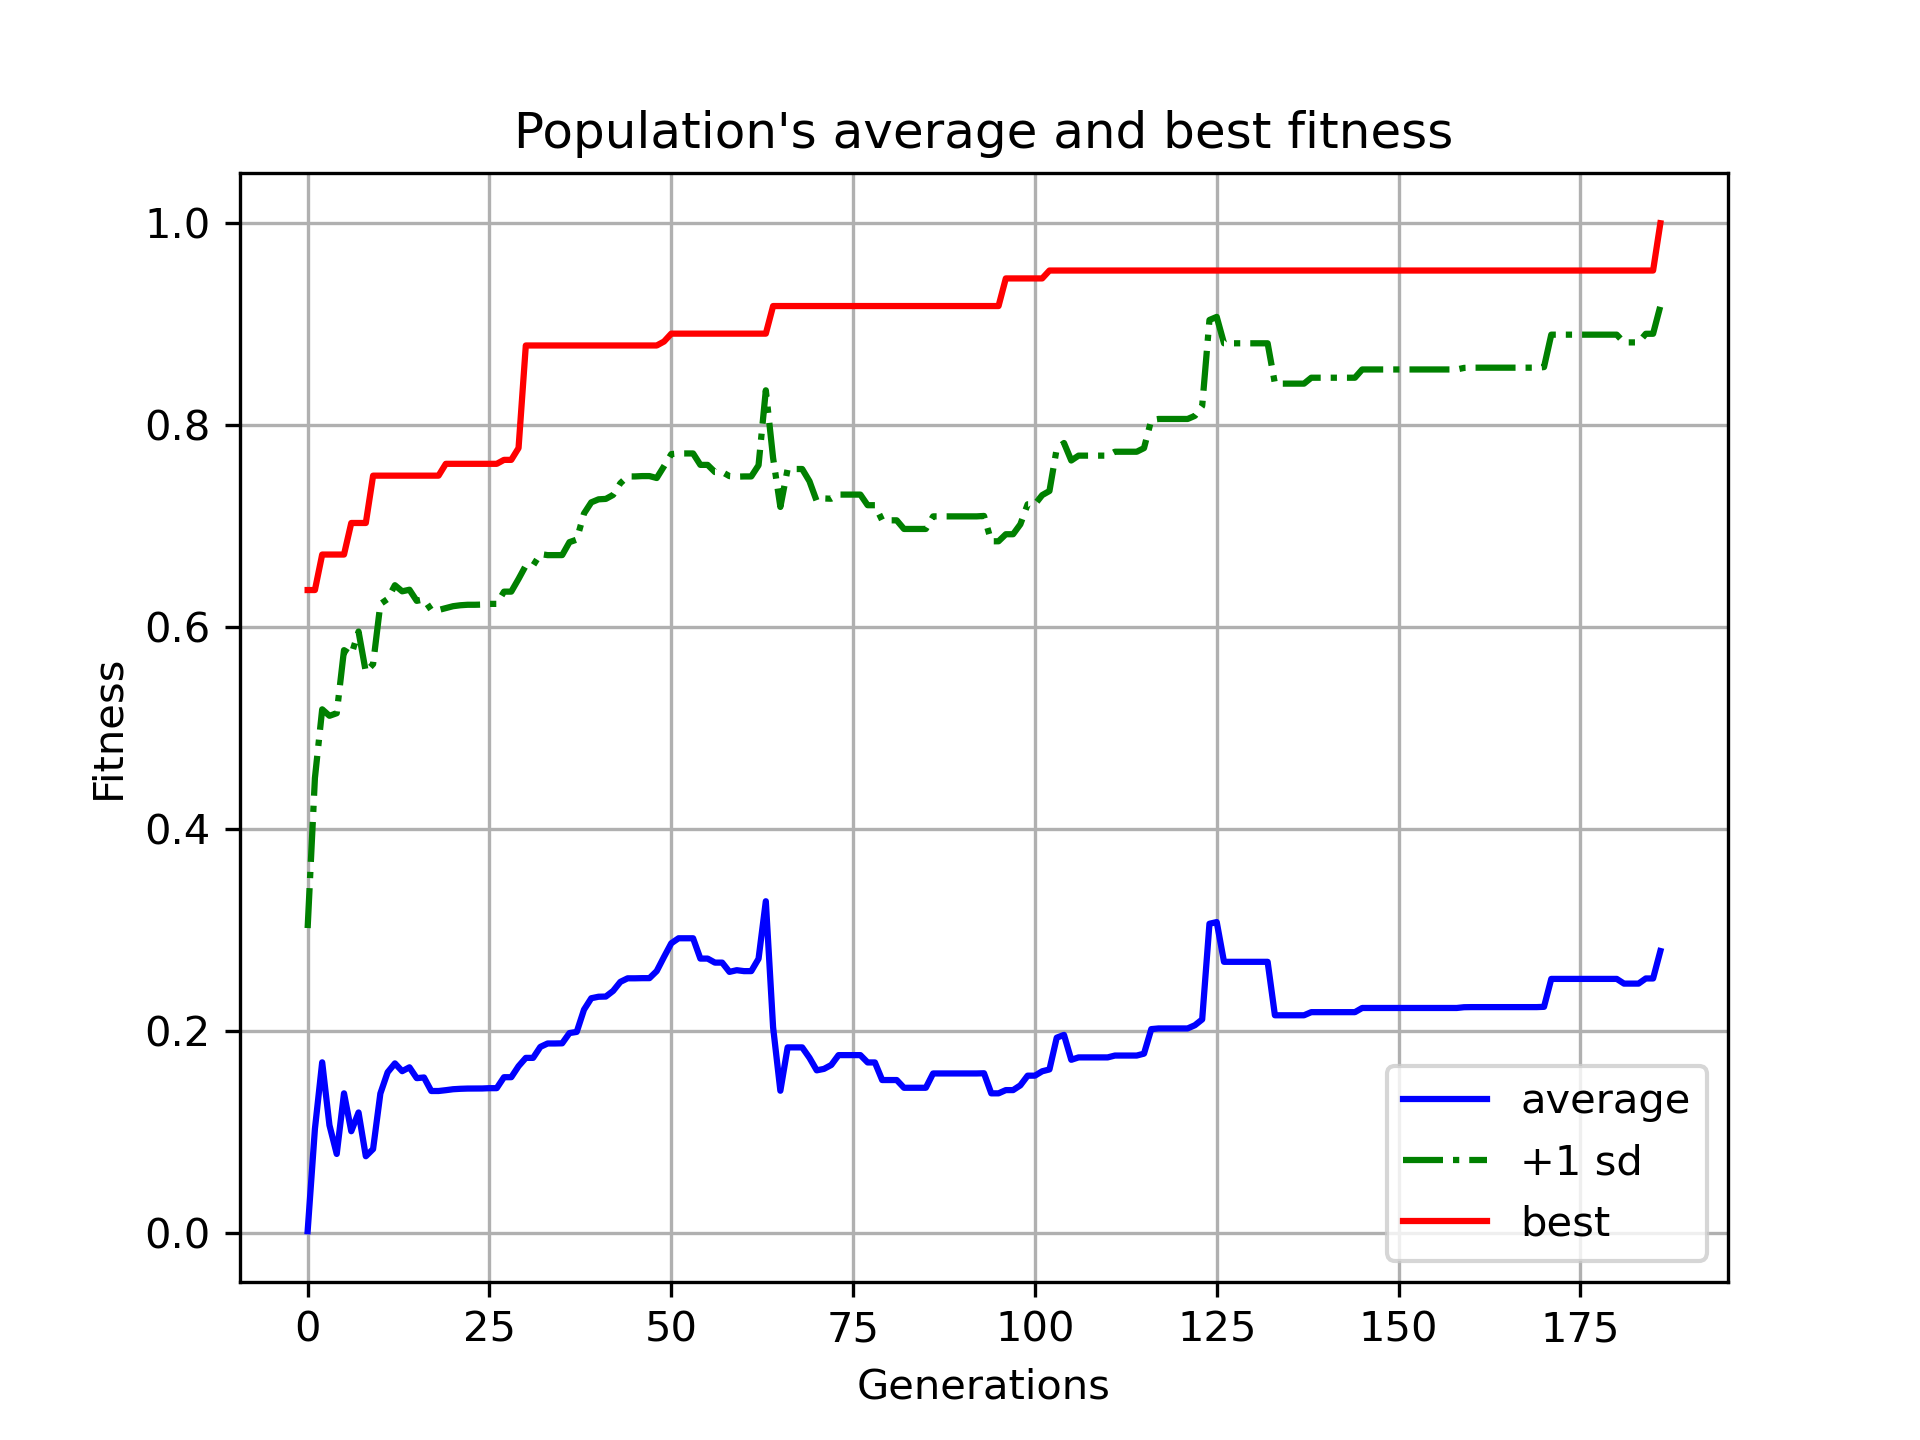 Population's average and best fitness
Fitness
1.0
0.8
0.6
0.4
0.2
0.0
0 25 50 75 100 125 150 175
Generations
average
+1 sd
best